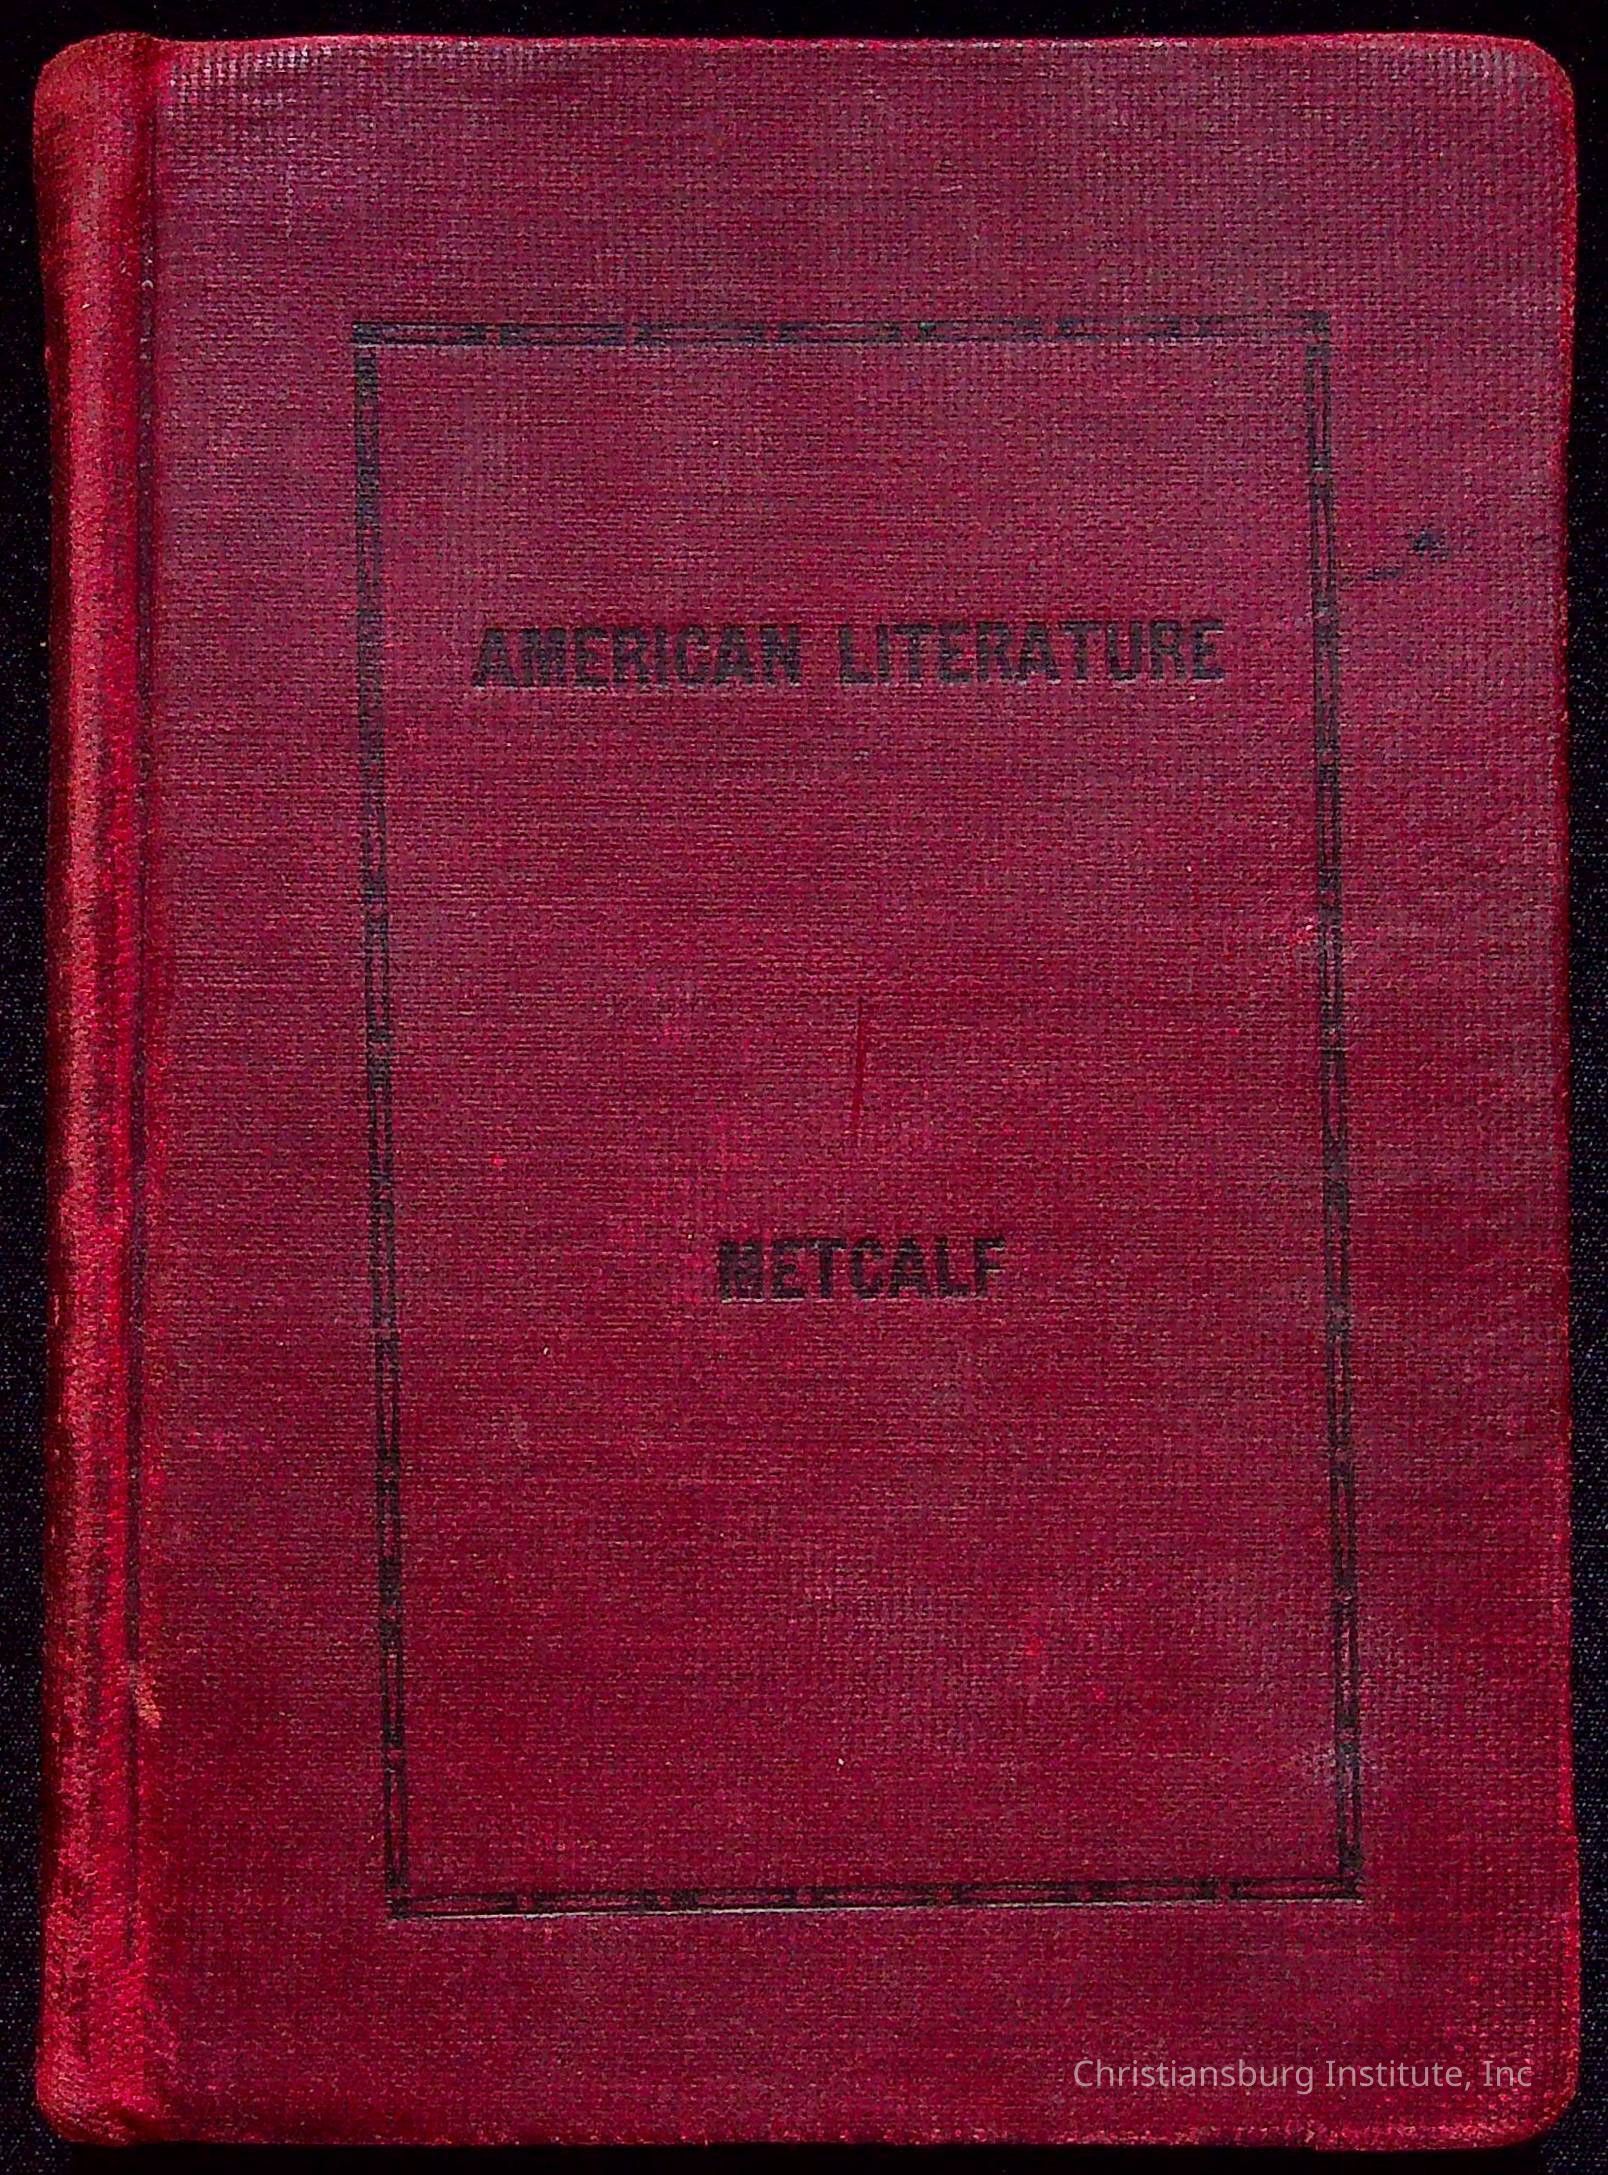 AMERICAN LITERATURE
METCALF
Christiansburg Institute, Inc